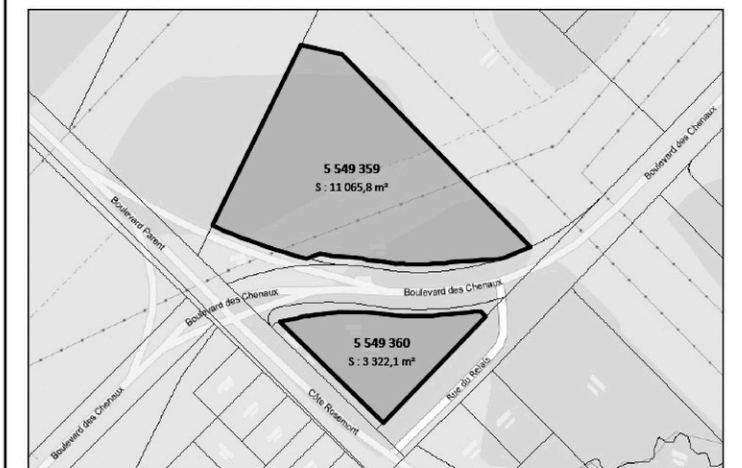 Boulevard des Chenaux
5 549 359
S : 11 065,8 m²
Boulevard Parent
Boulevard des Chenaux
Boulevard des Chenaux
5 549 360
S : 3 322,1 m²
Rue du Relais
Côte Rosemont
Boulevard des Chenaux